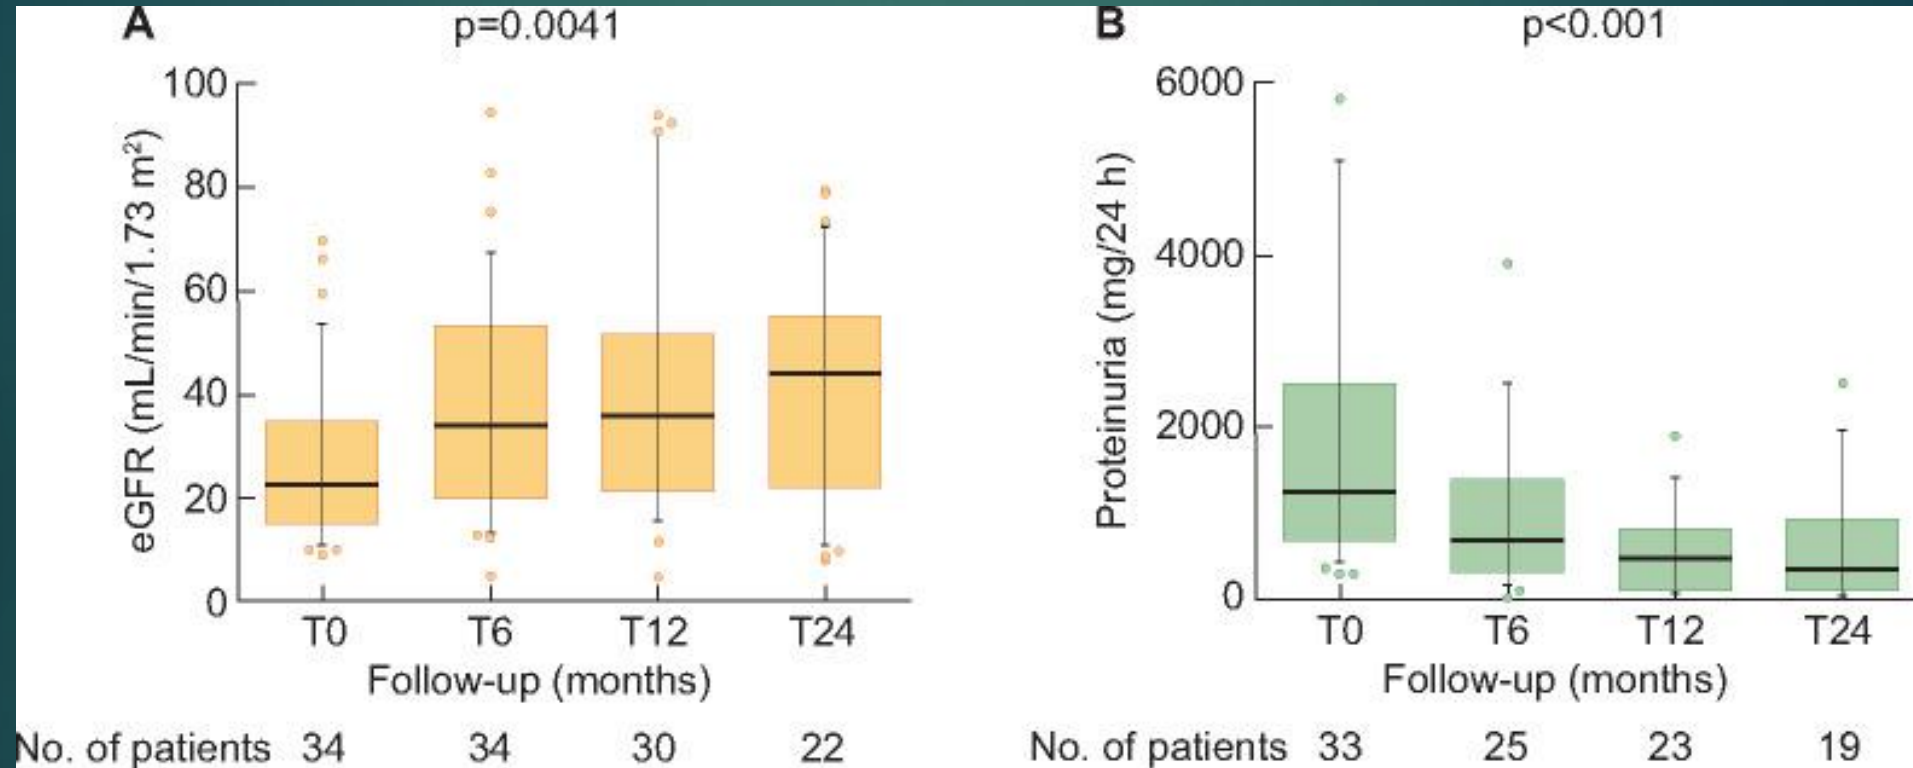 A
p=0.0041
eGFR (mL/min/1.73 m²)
100
80
60
40
20
0
T0 T6 T12 T24
Follow-up (months)
No. of patients 34 34 30 22
B
p<0.001
Proteinuria (mg/24 h)
6000
4000
2000
0
T0 T6 T12 T24
Follow-up (months)
No. of patients 33 25 23 19